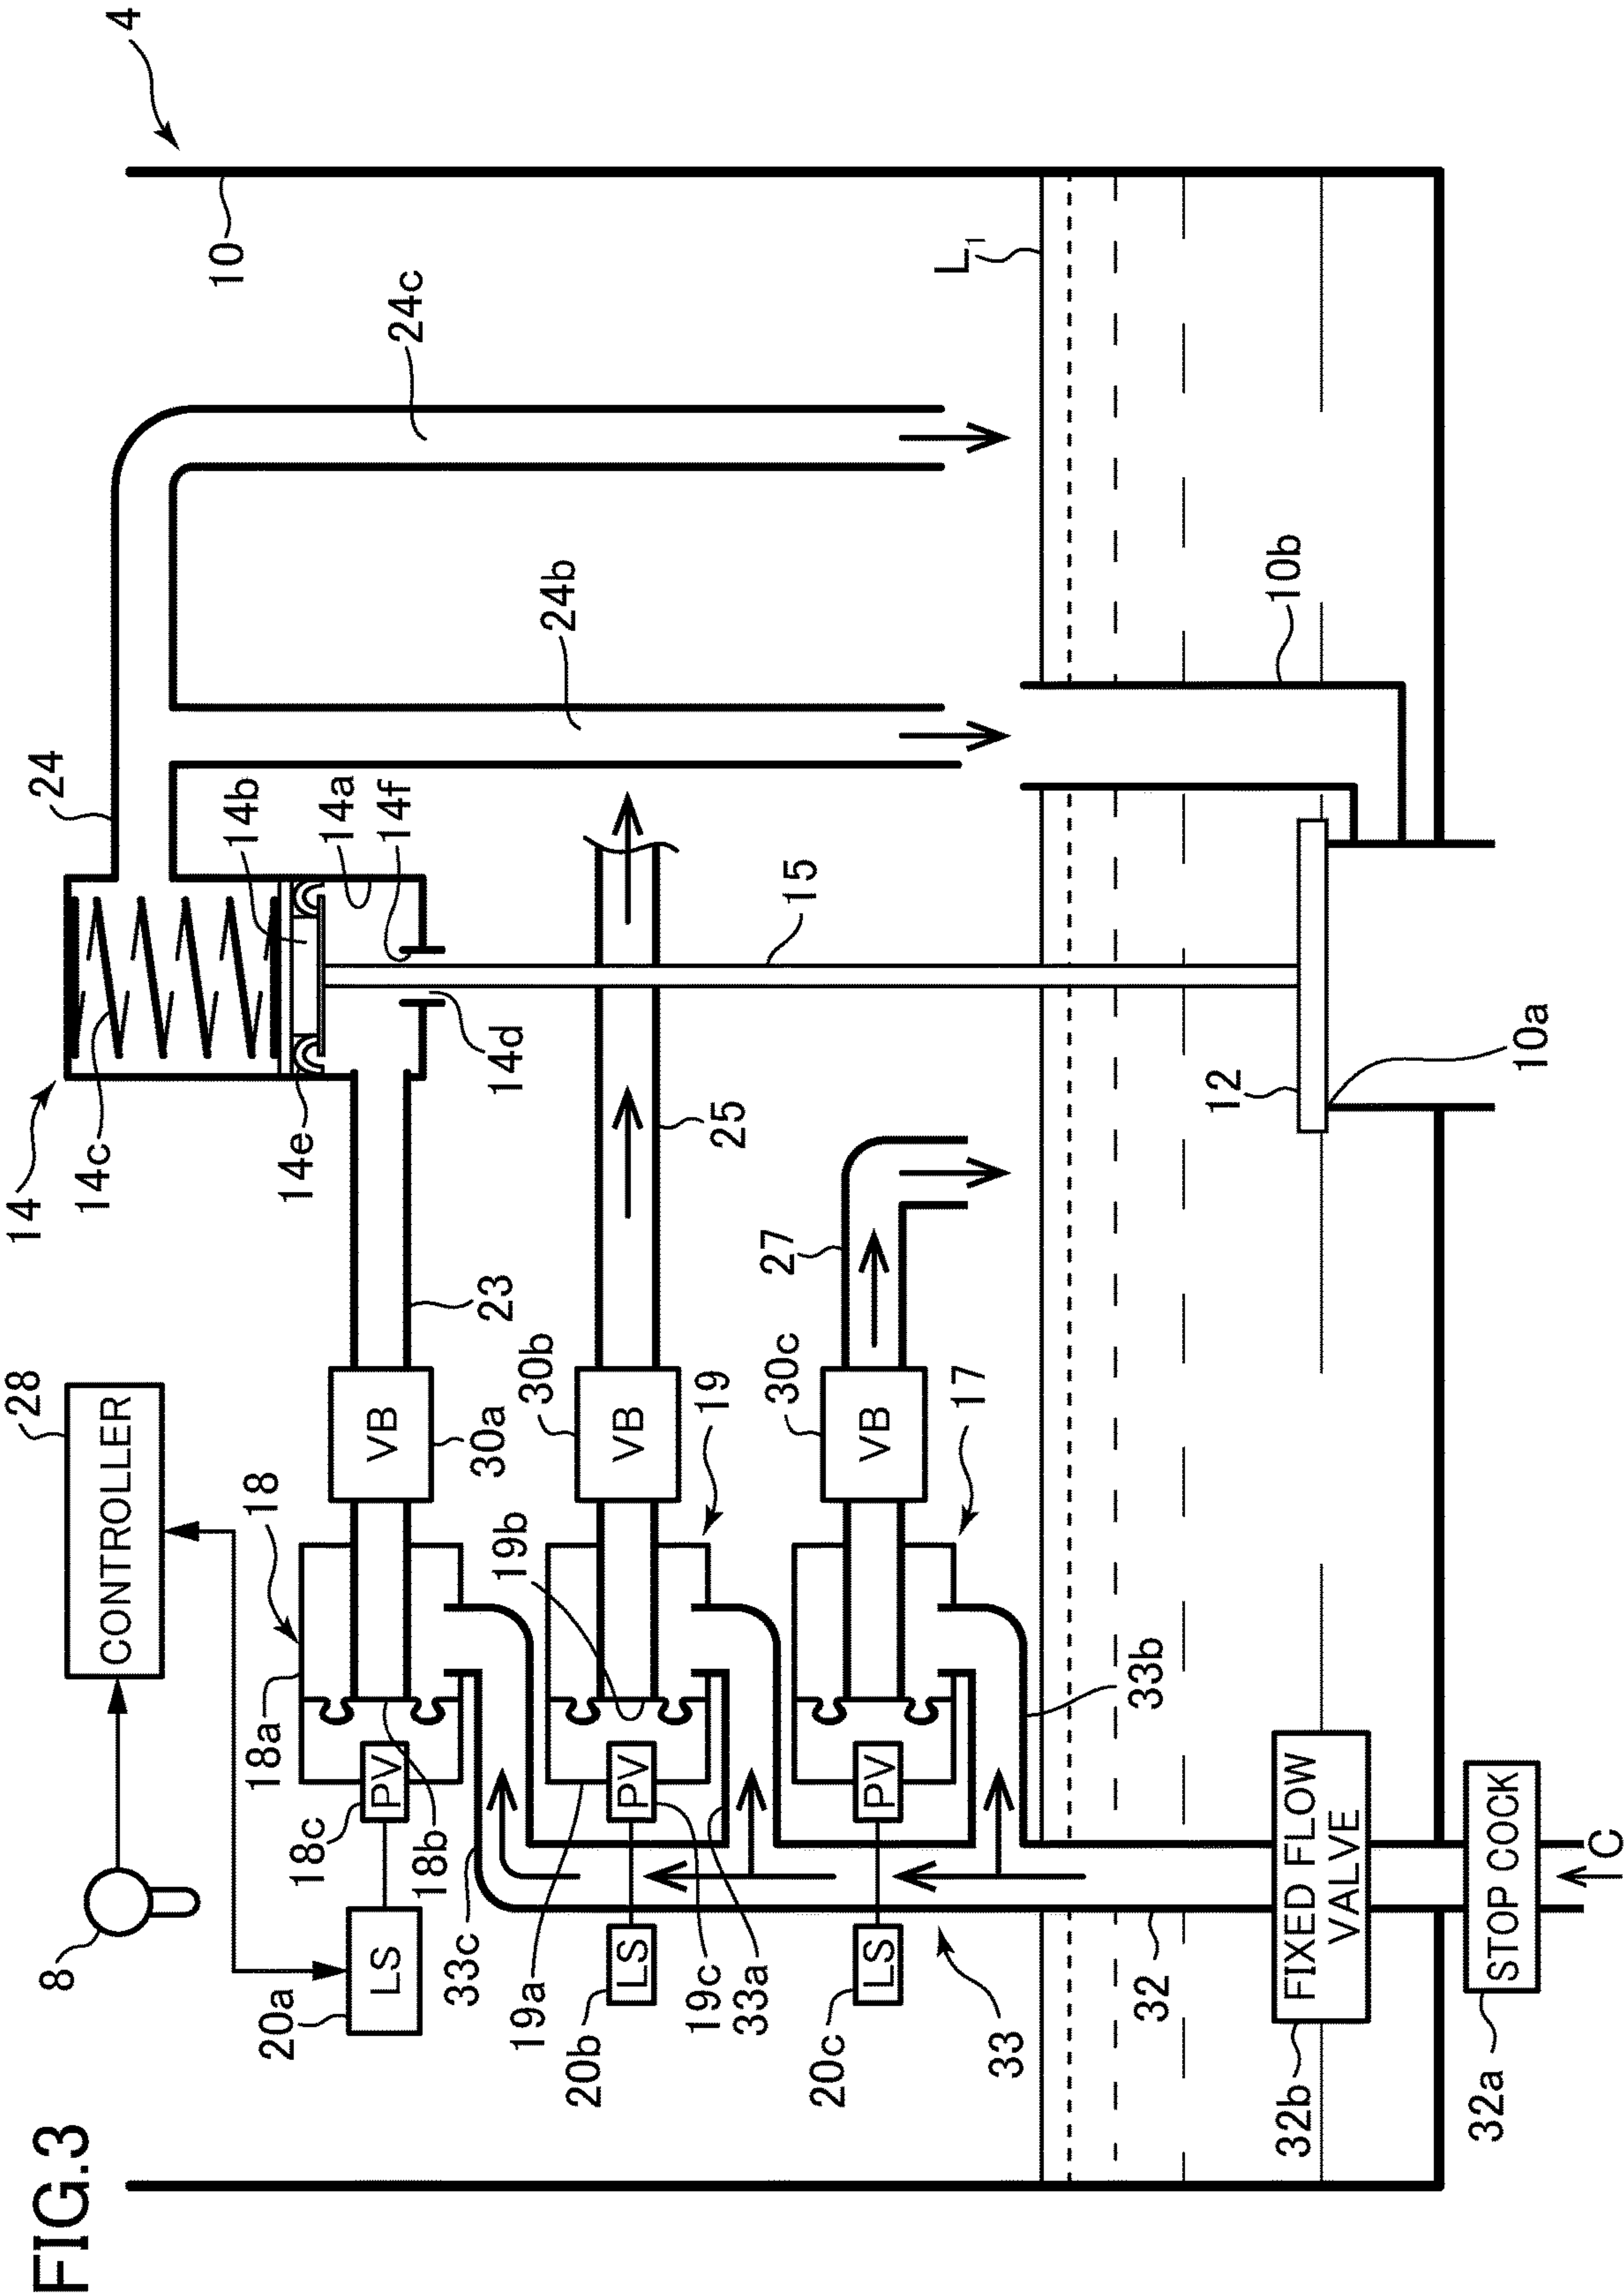 FIG.3
8
28
CONTROLLER
14
14c
24
4
20a
LS
18c
PV
18a
18
18b
VB
30a
23
14e
14d
14b
14a
14f
10
24c
33c
20b
LS
19a
PV
19c
33a
19b
19
30b
VB
25
15
24b
20c
LS
PV
17
30c
VB
27
L1
33
32
33b
12
10a
10b
32b
FIXED FLOW
VALVE
32a
STOP COCK
C